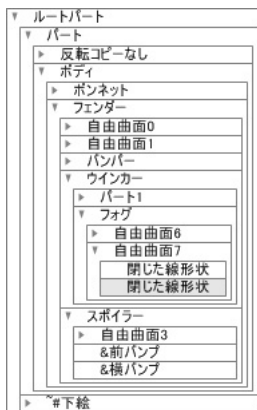 ルートパート
パート
反転コピーなし
ボディ
ボンネット
フェンダー
自由曲面0
自由曲面1
バンパー
ウインカー
パート1
フォグ
自由曲面6
自由曲面7
閉じた線形状
閉じた線形状
スポイラー
自由曲面3
&前バンプ
&横バンプ
~#下絵